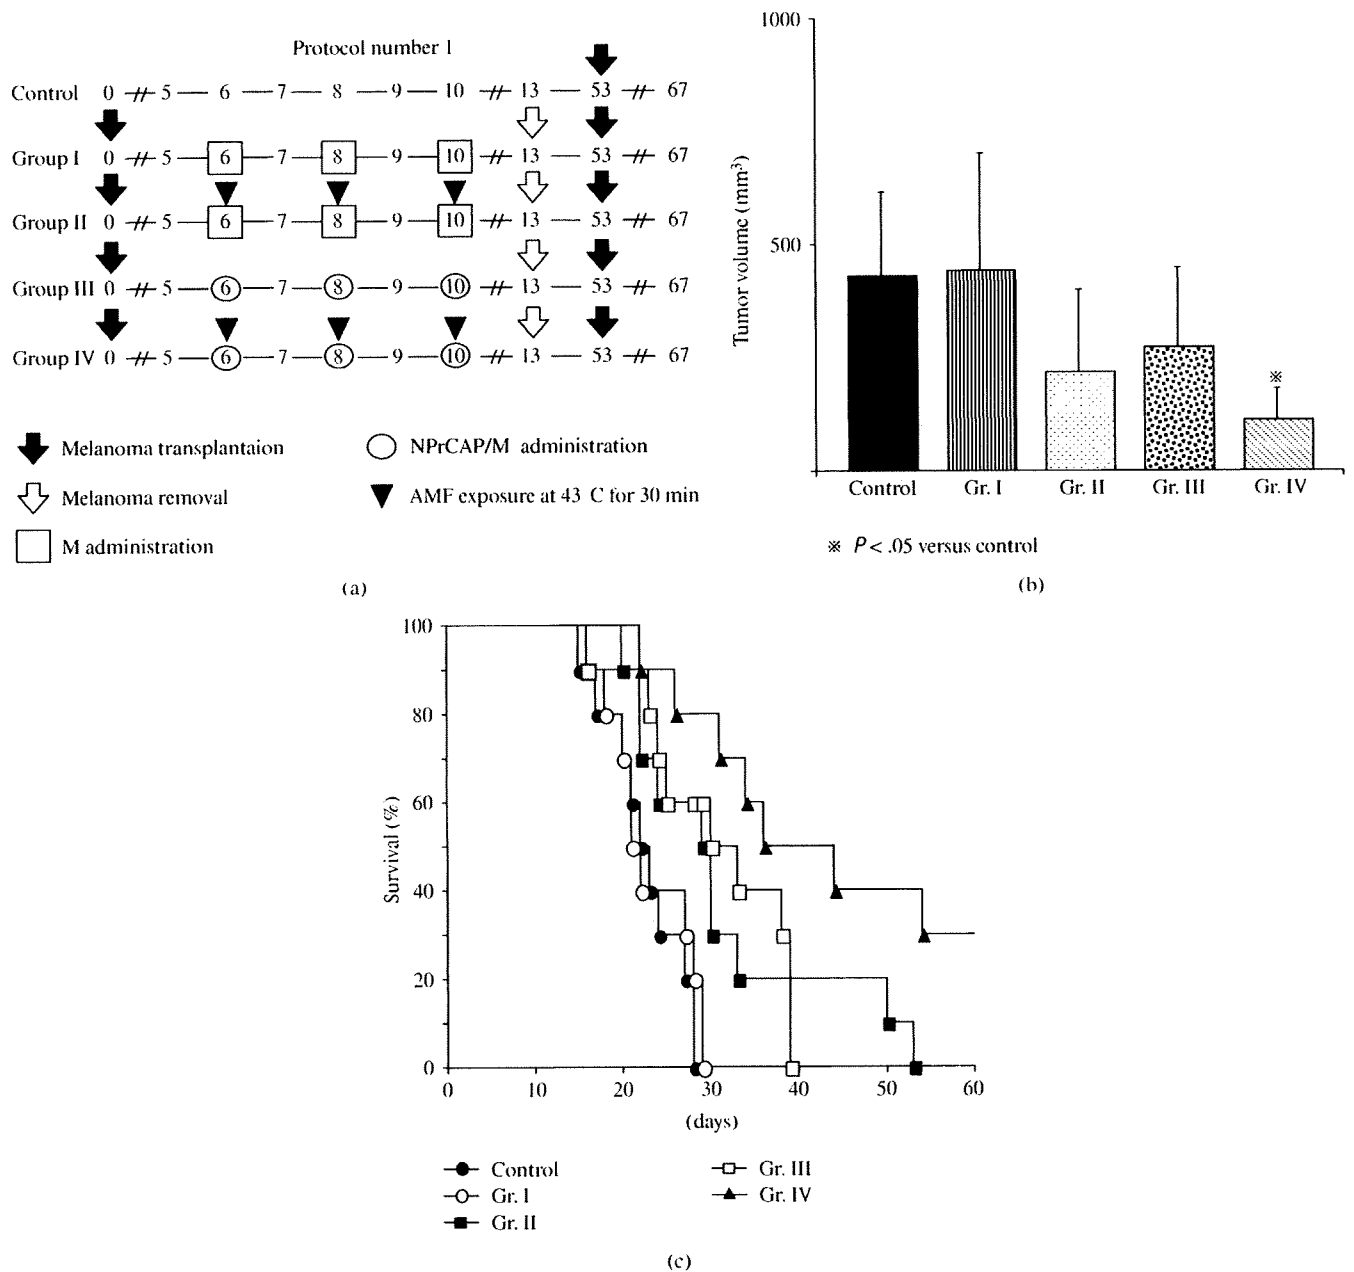 Protocol number 1
Control 0 5 6 7 8 9 10 13 53 67
Group I 0 5 6 7 8 9 10 13 53 67
Group II 0 5 6 7 8 9 10 13 53 67
Group III 0 5 6 7 8 9 10 13 53 67
Group IV 0 5 6 7 8 9 10 13 53 67
Melanoma transplantaion
Melanoma removal
M administration
NPrCAP/M administration
AMF exposure at 43 C for 30 min
(a)
1000
500
Tumor volume (mm³)
Control Gr. I Gr. II Gr. III Gr. IV
※
※ P < .05 versus control
(b)
100
80
60
40
20
0
Survival (%)
0 10 20 30 40 50 60
(days)
Control
Gr. I
Gr. II
Gr. III
Gr. IV
(c)